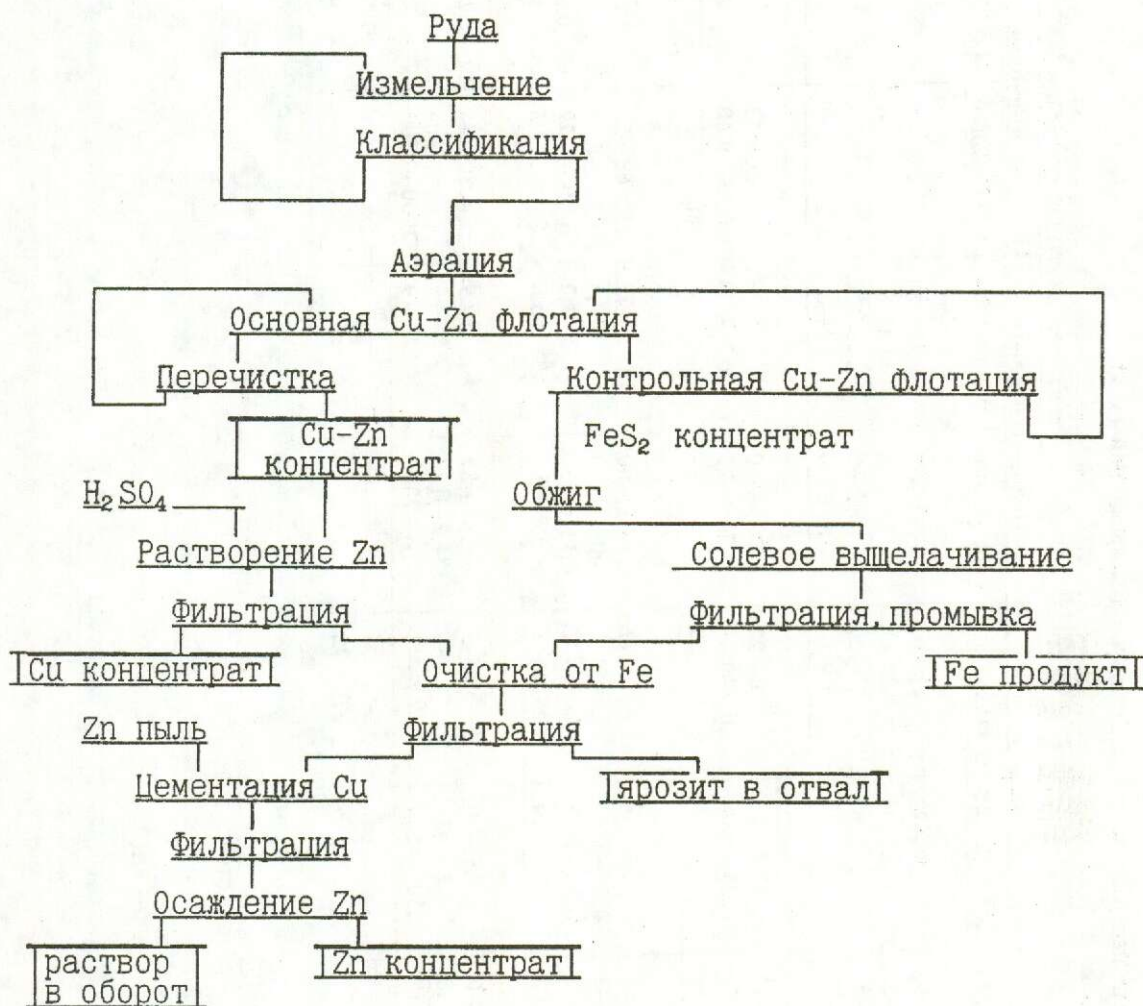 Руда
Измельчение
Классификация
Аэрация
Основная Cu-Zn флотация
Перечистка
Контрольная Cu-Zn флотация
Cu-Zn
концентрат
FeS₂ концентрат
H₂SO₄
Обжиг
Растворение Zn
Солевое выщелачивание
Фильтрация
Фильтрация, промывка
Cu концентрат
Очистка от Fe
Fe продукт
Zn пыль
Фильтрация
Цементация Cu
ярозит в отвал
Фильтрация
Осаждение Zn
раствор
в оборот
Zn концентрат